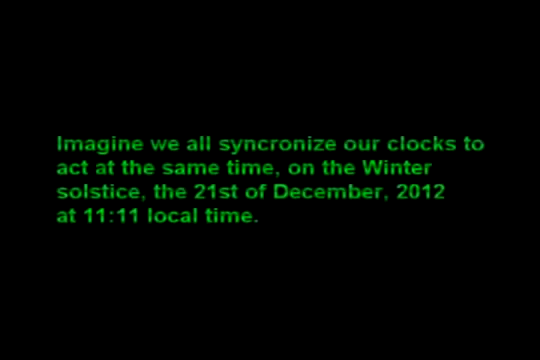 Imagine we all syncronize our clocks to
act at the same time, on the Winter
solstice, the 21st of December, 2012
at 11:11 local time.